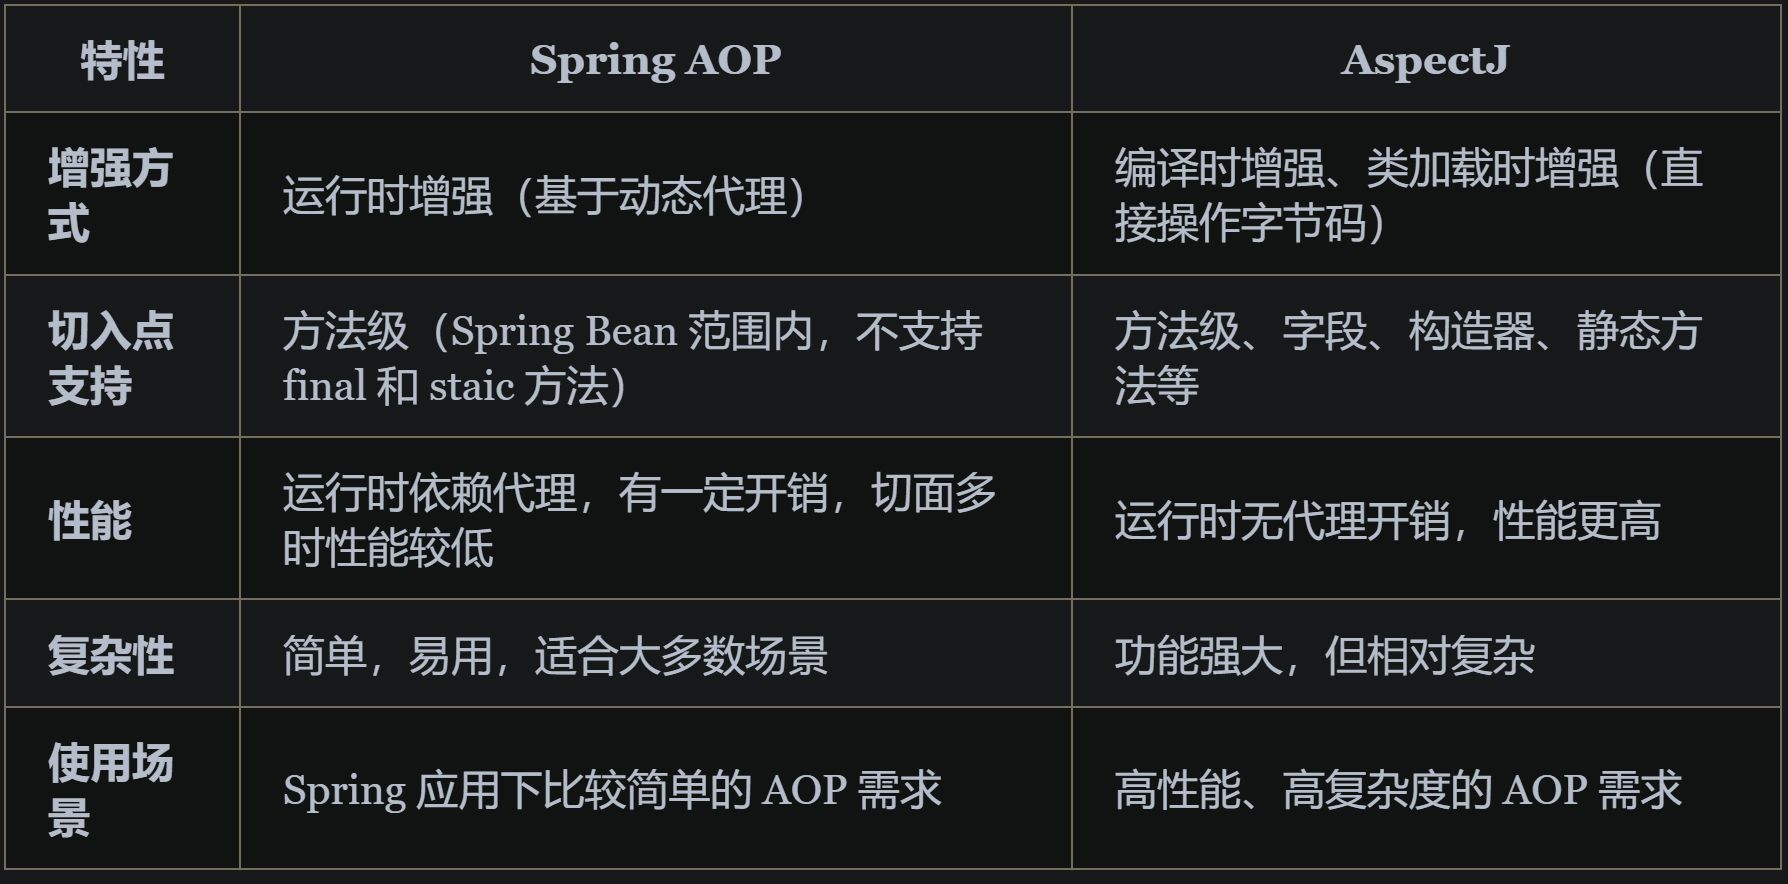 特性
Spring AOP
AspectJ
增强方
式
运行时增强（基于动态代理）
编译时增强、类加载时增强（直
接操作字节码）
切入点
支持
方法级（Spring Bean 范围内，不支持
final 和 staic 方法）
方法级、字段、构造器、静态方
法等
性能
运行时依赖代理，有一定开销，切面多
时性能较低
运行时无代理开销，性能更高
复杂性
简单，易用，适合大多数场景
功能强大，但相对复杂
使用场
景
Spring 应用下比较简单的 AOP 需求
高性能、高复杂度的 AOP 需求